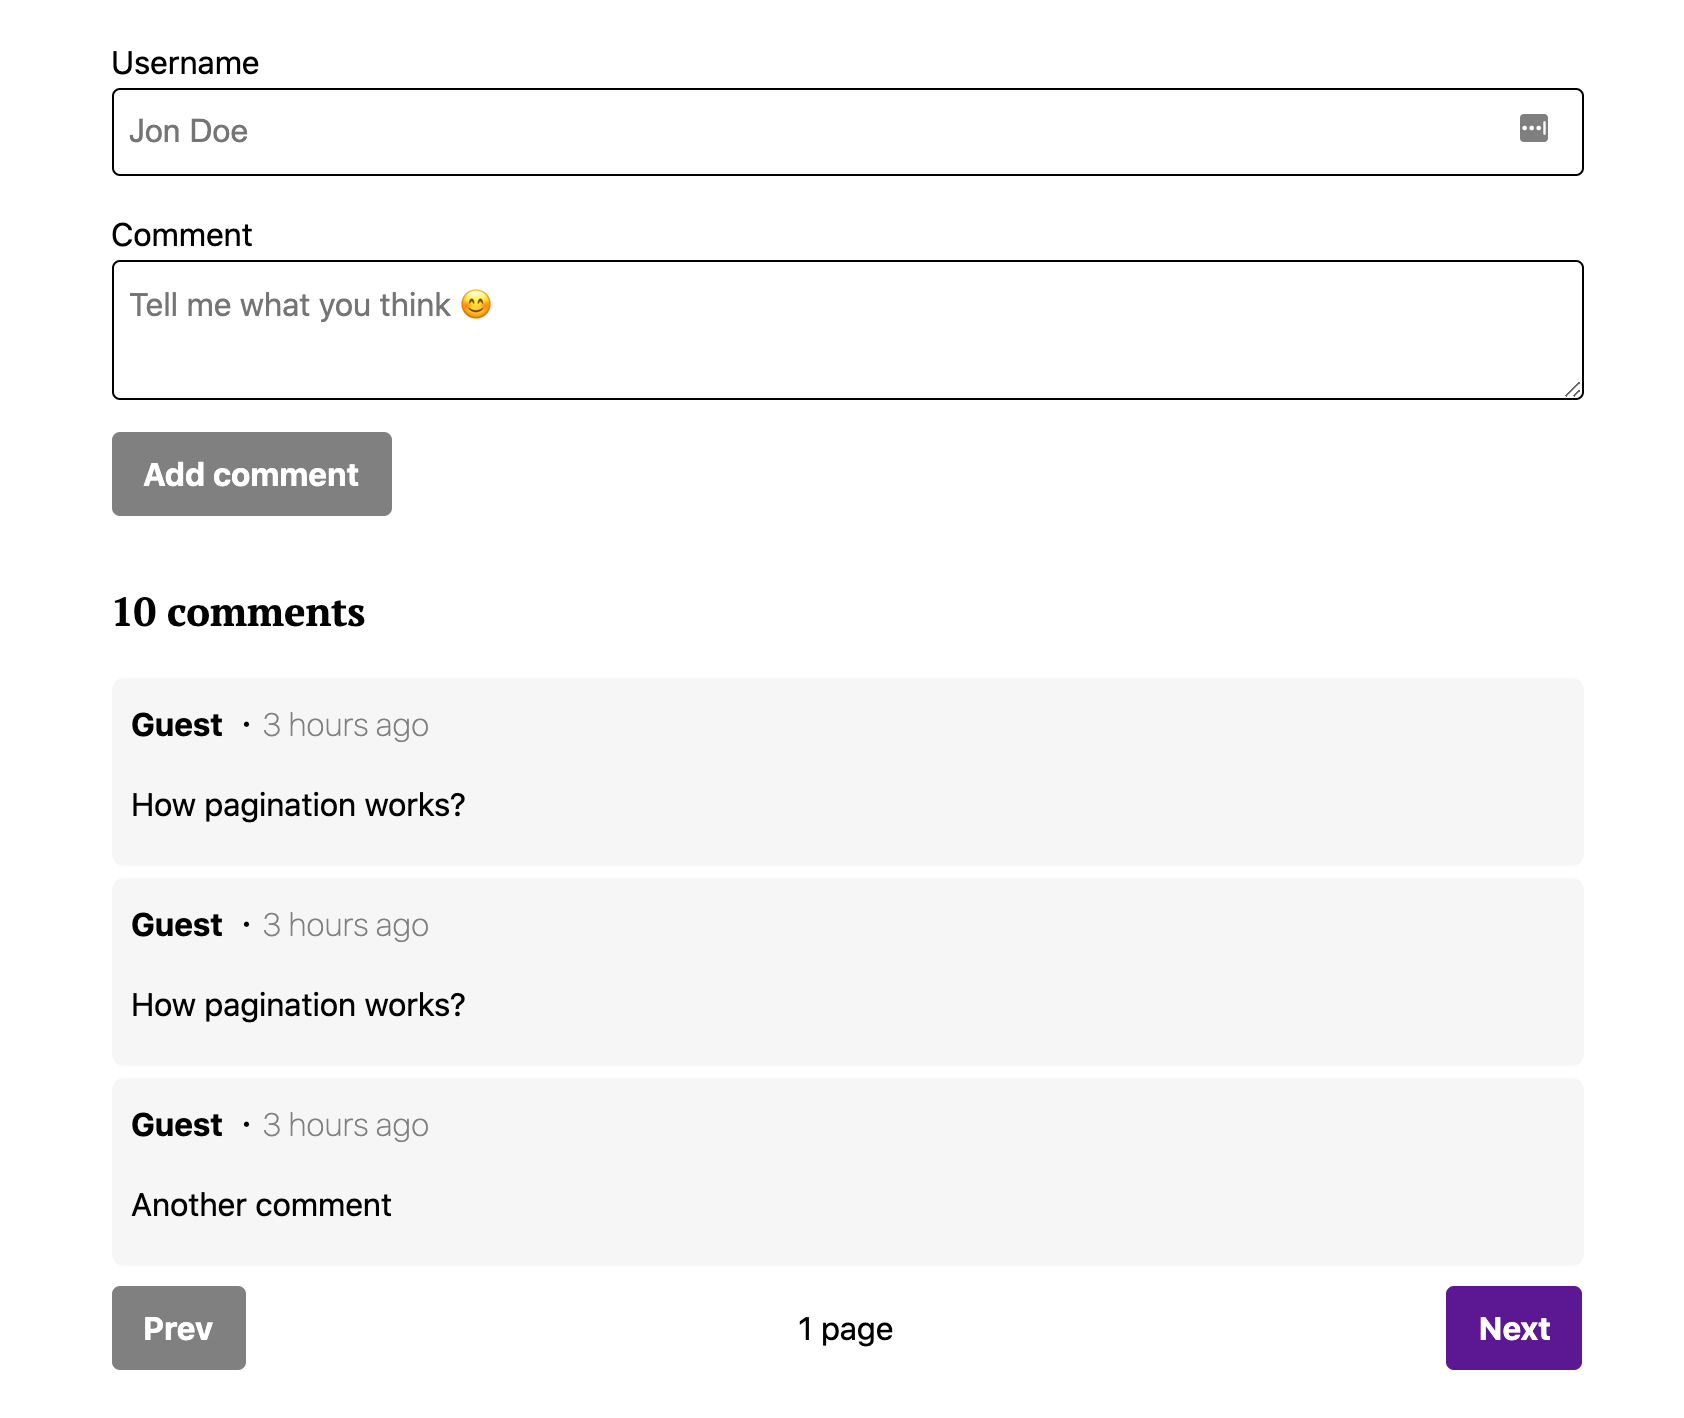 Username
Jon Doe
Comment
Tell me what you think 😊
Add comment
10 comments
Guest · 3 hours ago
How pagination works?
Guest · 3 hours ago
How pagination works?
Guest · 3 hours ago
Another comment
Prev 1 page Next